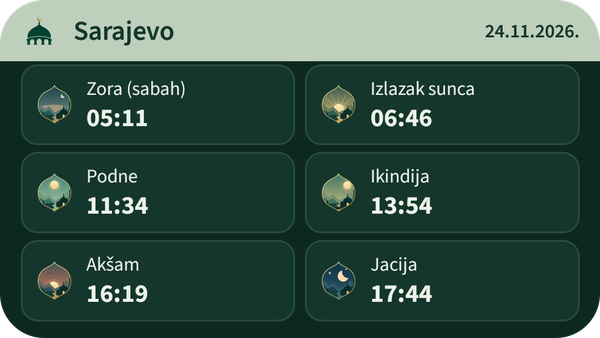 Sarajevo
24.11.2026.
Zora (sabah)
05:11
Izlazak sunca
06:46
Podne
11:34
Ikindija
13:54
Akšam
16:19
Jacija
17:44